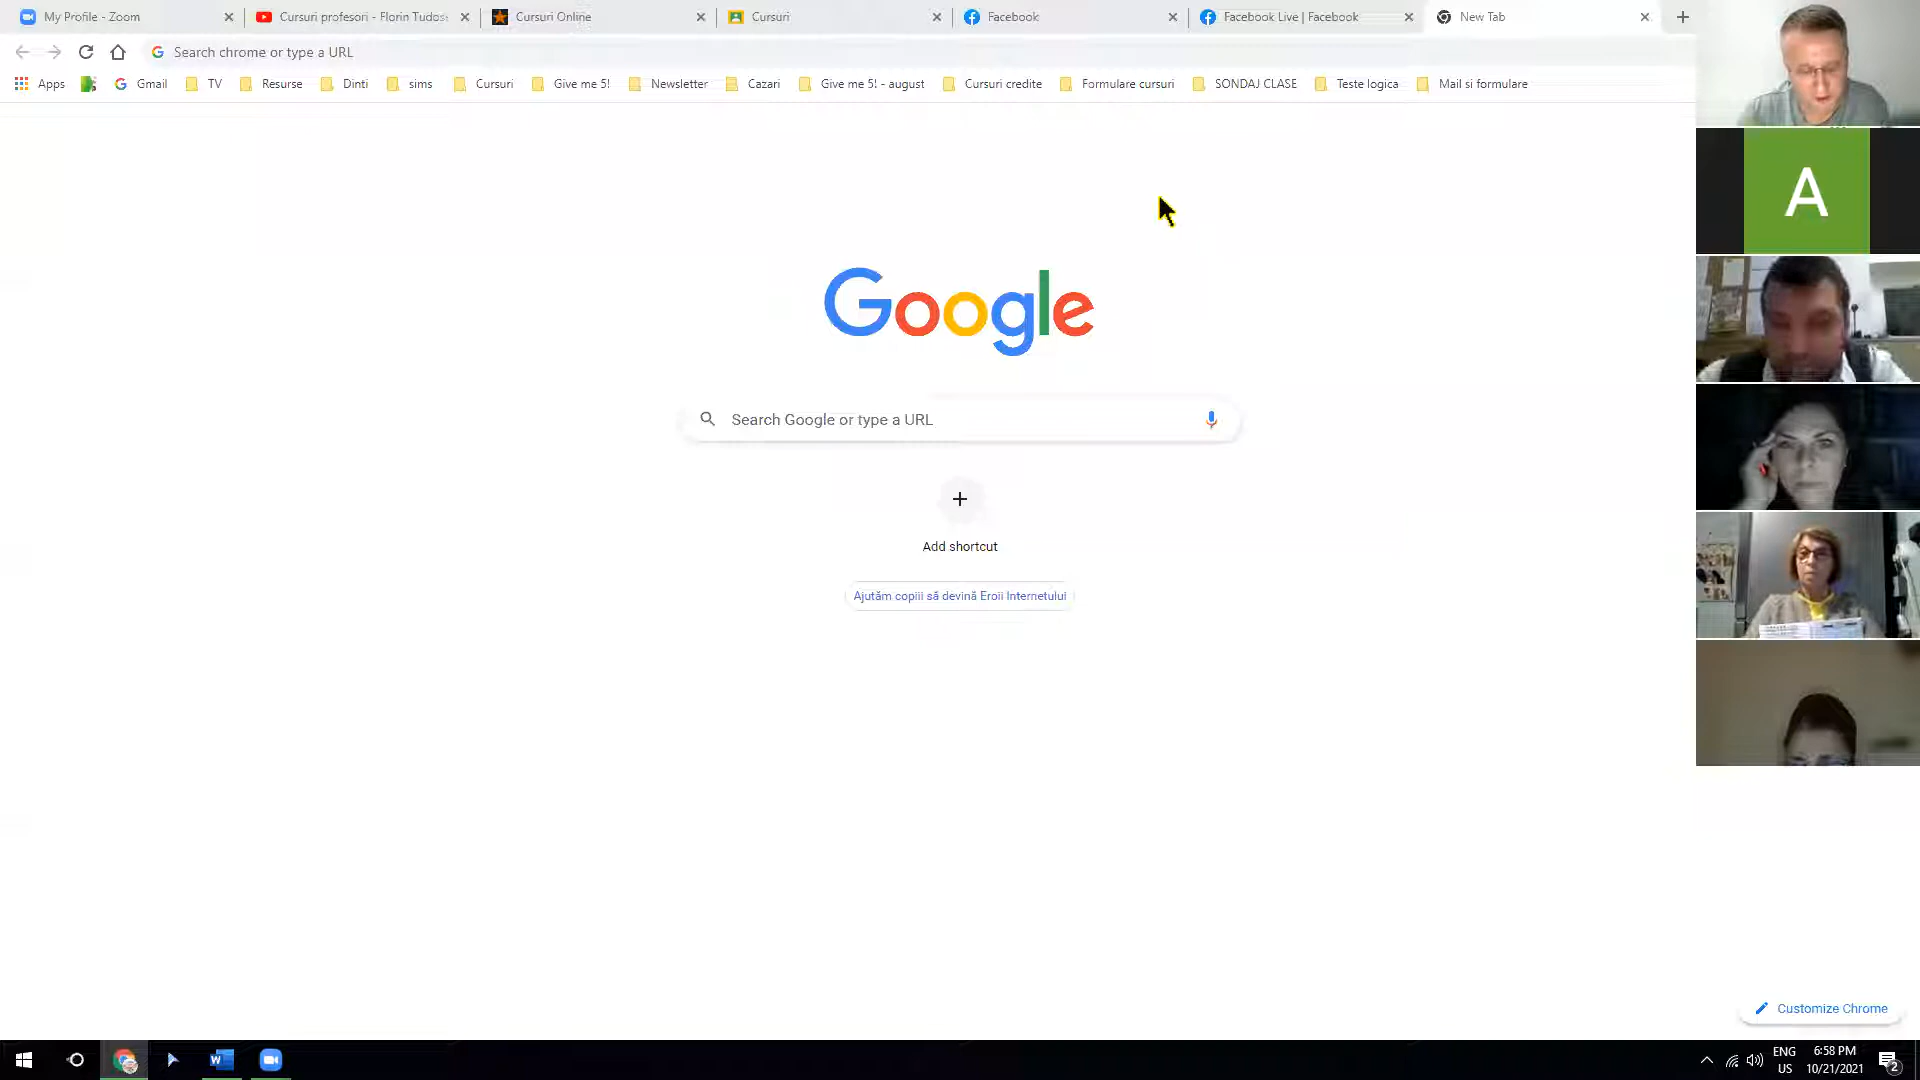 My Profile - Zoom
Cursuri profesori - Florin Tudos
Cursuri Online
Cursuri
Facebook
Facebook Live | Facebook
New Tab
Search chrome or type a URL
Apps
Gmail
TV
Resurse
Dinti
sims
Cursuri
Give me 5!
Newsletter
Cazari
Give me 5! - august
Cursuri credite
Formulare cursuri
SONDAJ CLASE
Teste logica
Mail si formulare
A
Google
Search Google or type a URL
Add shortcut
Ajutăm copiii să devină Eroii Internetului
Customize Chrome
ENG
US
6:58 PM
10/21/2021
2